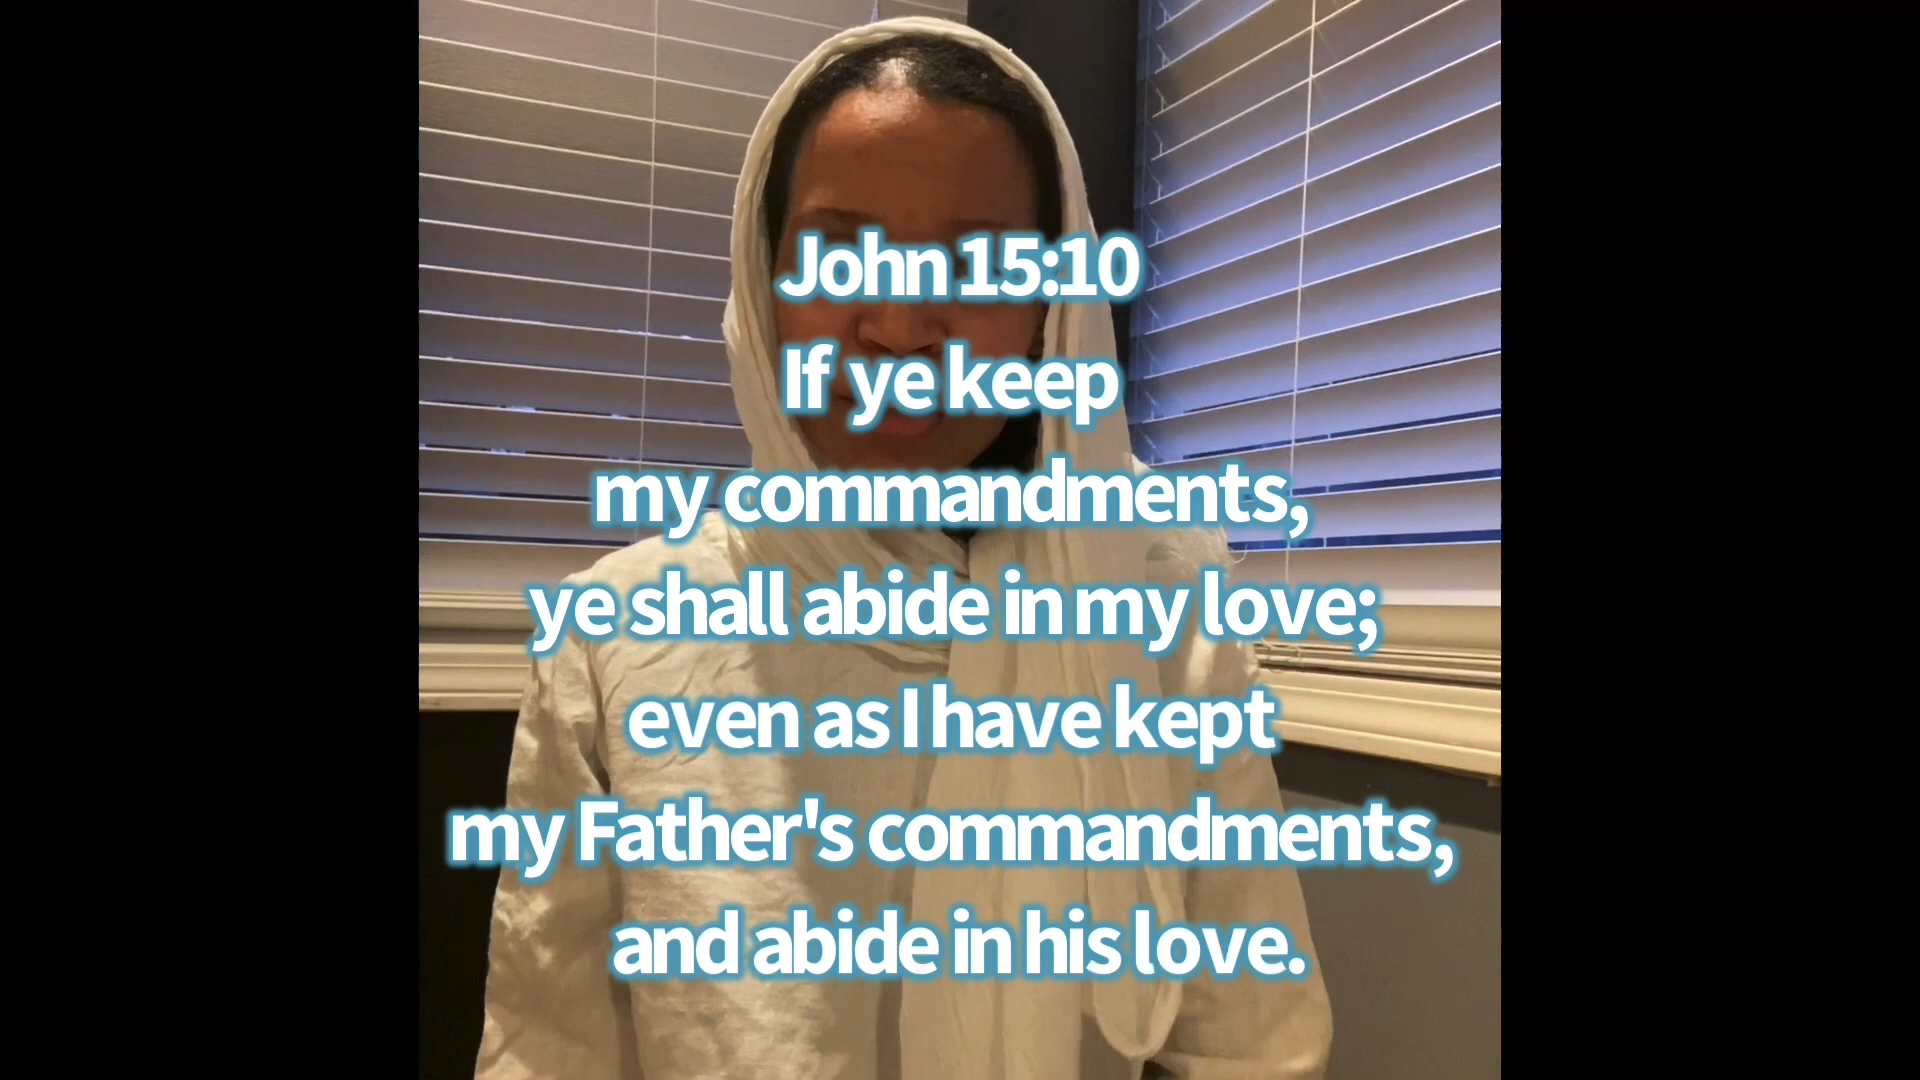 John 15:10
If ye keep
my commandments,
ye shall abide in my love;
even as I have kept
my Father's commandments,
and abide in his love.